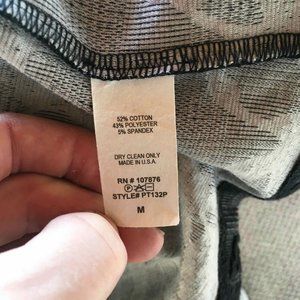 52% COTTON
43% POLYESTER
5% SPANDEX
DRY CLEAN ONLY
MADE IN U.S.A.
RN # 107876
STYLE# PT132P
M